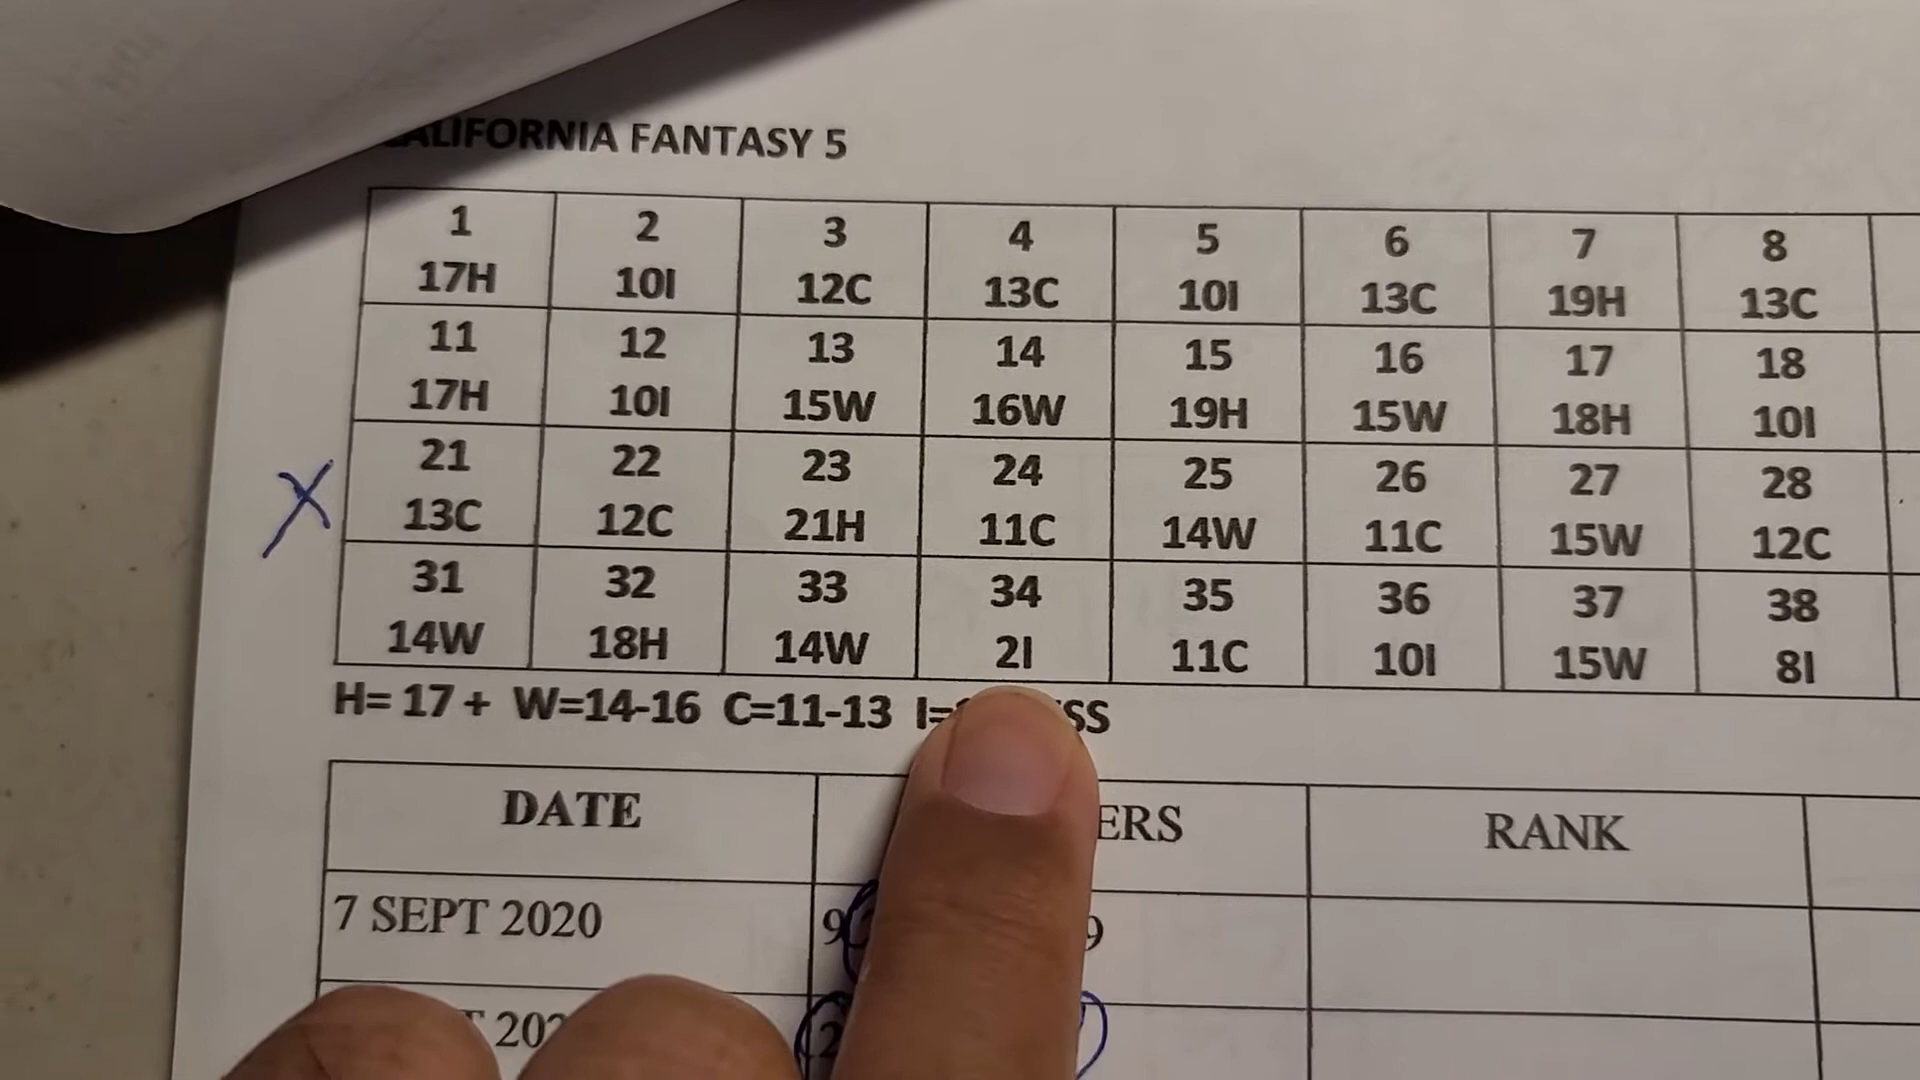 FANTASY 5
1 2 3 4 5 6 7 8
17H 10I 12C 13C 10I 13C 19H 13C
11 12 13 14 15 16 17 18
17H 10I 15W 16W 19H 15W 18H 10I
21 22 23 24 25 26 27 28
X
13C 12C 21H 11C 14W 11C 15W 12C
31 32 33 34 35 36 37 38
14W 18H 14W 2I 11C 10I 15W 8I
H= 17 + W=14-16 C=11-13
DATE RANK
7 SEPT 2020 9